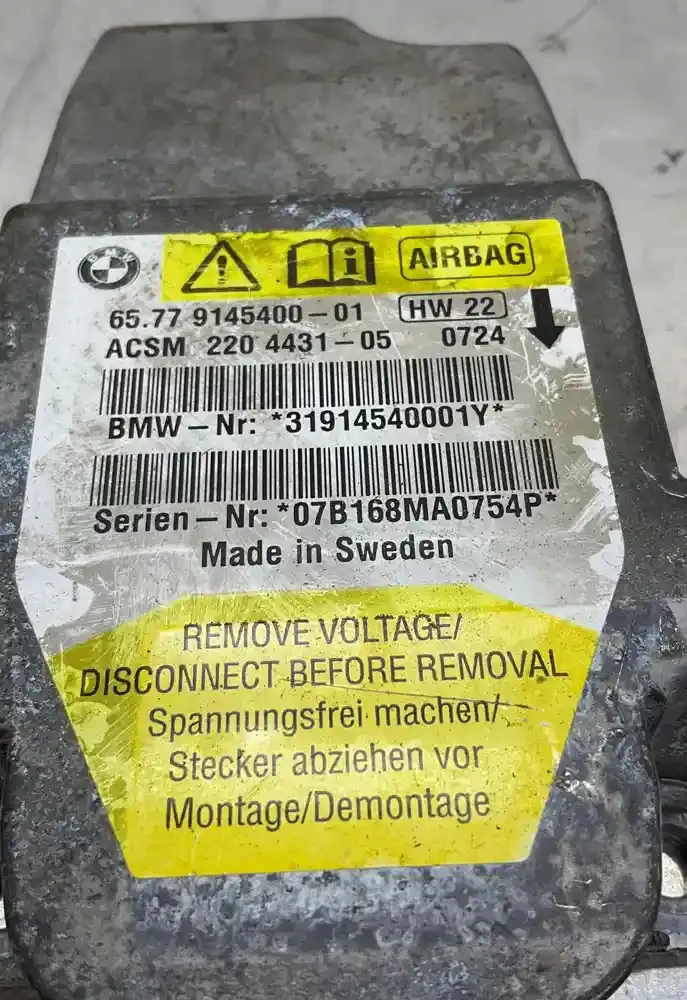 BMW
AIRBAG
65.77 9145400-01 HW 22
ACSM 220 4431-05 0724
BMW-Nr: *31914540001Y*
Serien-Nr: *07B168MA0754P*
Made in Sweden
REMOVE VOLTAGE/
DISCONNECT BEFORE REMOVAL
Spannungsfrei machen/
Stecker abziehen vor
Montage/Demontage